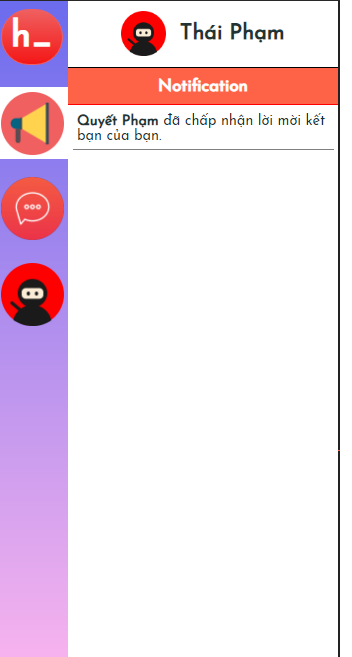 h_
Thái Phạm
Notification
Quyết Phạm đã chấp nhận lời mời kết
bạn của bạn.